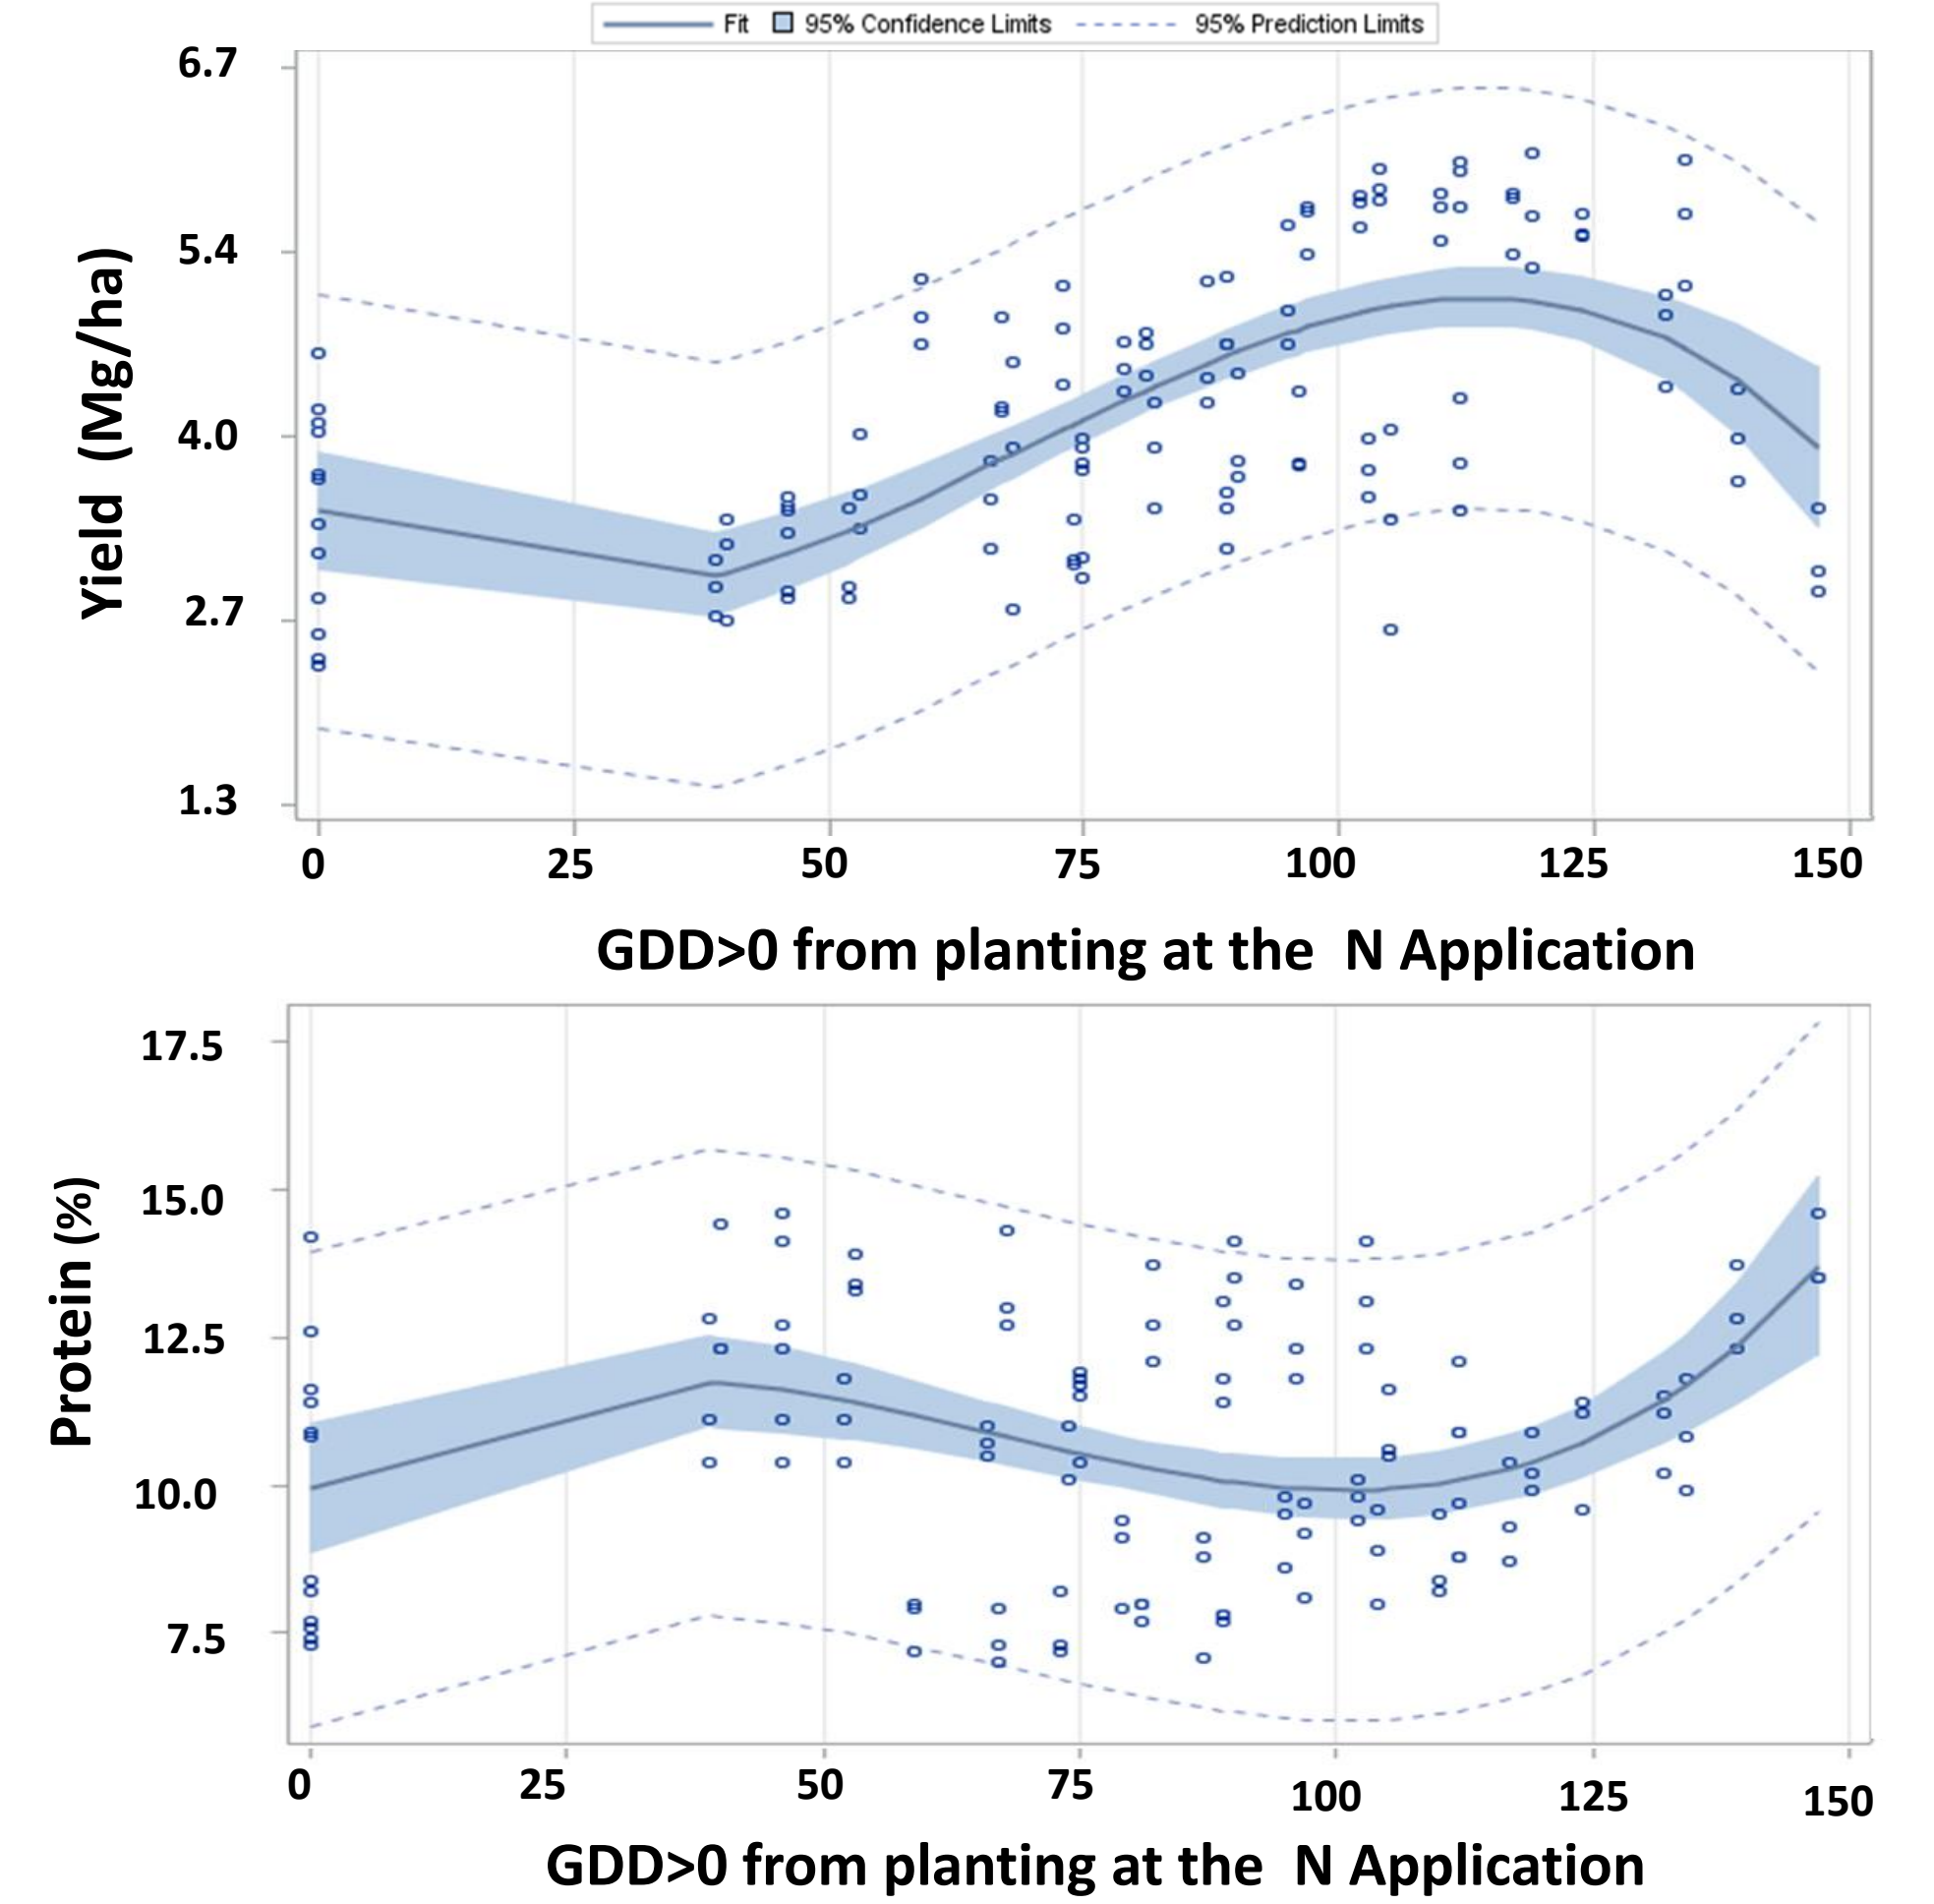 Fit 95% Confidence Limits 95% Prediction Limits
6.7
5.4
4.0
2.7
1.3
Yield (Mg/ha)
0 25 50 75 100 125 150
GDD>0 from planting at the N Application
17.5
15.0
12.5
10.0
7.5
Protein (%)
0 25 50 75 100 125 150
GDD>0 from planting at the N Application